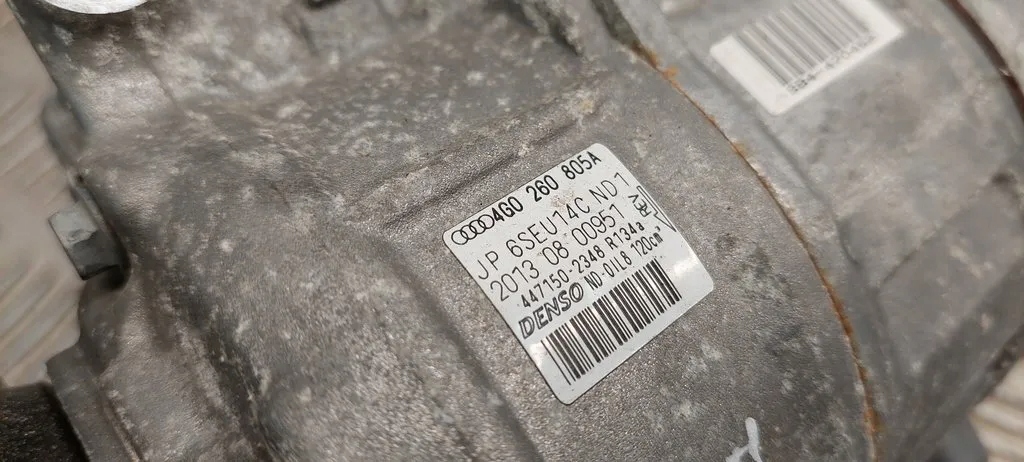 4G0 260 805A
JP 6SEU14C ND1
2013 08 00951
447150-2348 R134a
DENSO ND-OIL8 120cm³